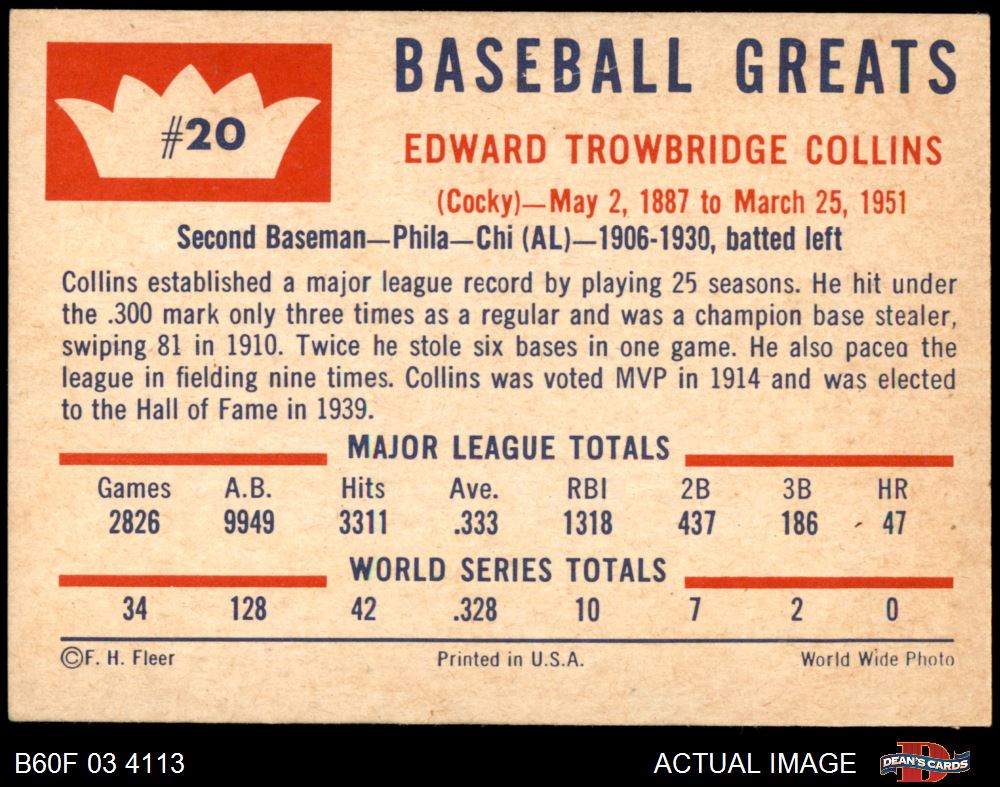 #20
BASEBALL GREATS
EDWARD TROWBRIDGE COLLINS
(Cocky)—May 2, 1887 to March 25, 1951
Second Baseman—Phila—Chi (AL)—1906-1930, batted left
Collins established a major league record by playing 25 seasons. He hit under
the .300 mark only three times as a regular and was a champion base stealer,
swiping 81 in 1910. Twice he stole six bases in one game. He also paced the
league in fielding nine times. Collins was voted MVP in 1914 and was elected
to the Hall of Fame in 1939.
MAJOR LEAGUE TOTALS
Games A.B. Hits Ave. RBI 2B 3B HR
2826 9949 3311 .333 1318 437 186 47
WORLD SERIES TOTALS
34 128 42 .328 10 7 2 0
©F. H. Fleer Printed in U.S.A. World Wide Photo
B60F 03 4113 ACTUAL IMAGE DEAN'S CARDS